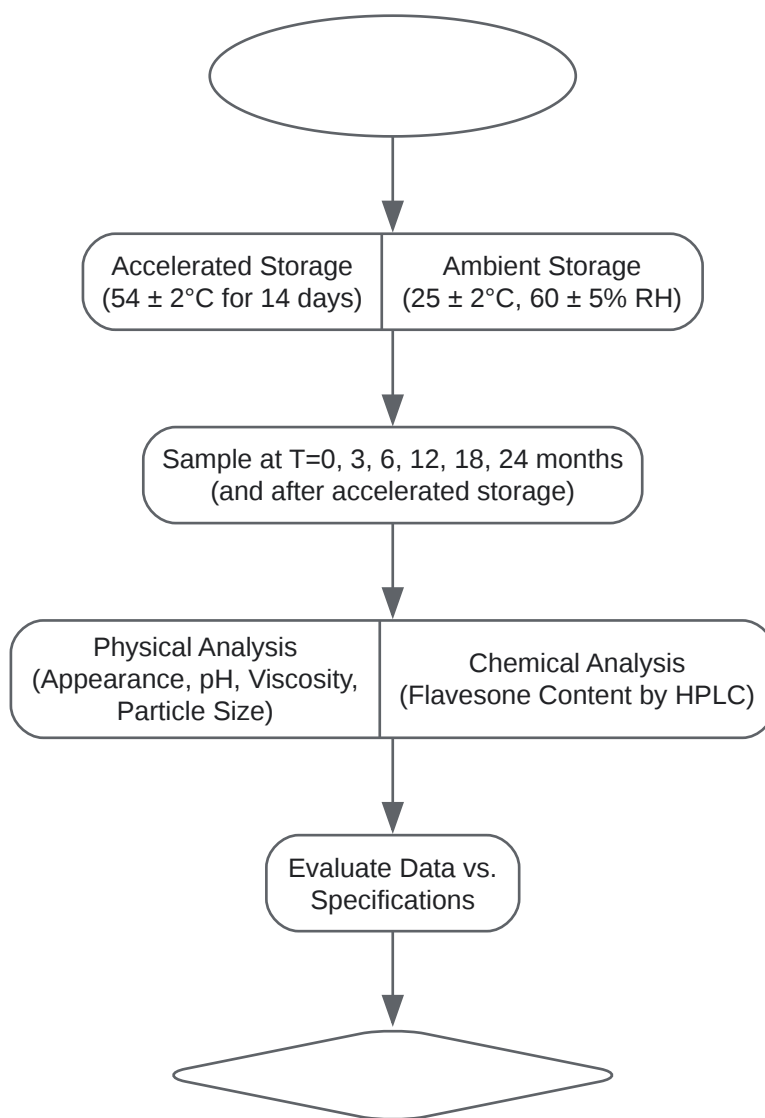 Accelerated Storage
(54 ± 2°C for 14 days)
Ambient Storage
(25 ± 2°C, 60 ± 5% RH)
Sample at T=0, 3, 6, 12, 18, 24 months
(and after accelerated storage)
Physical Analysis
(Appearance, pH, Viscosity,
Particle Size)
Chemical Analysis
(Flavesone Content by HPLC)
Evaluate Data vs.
Specifications